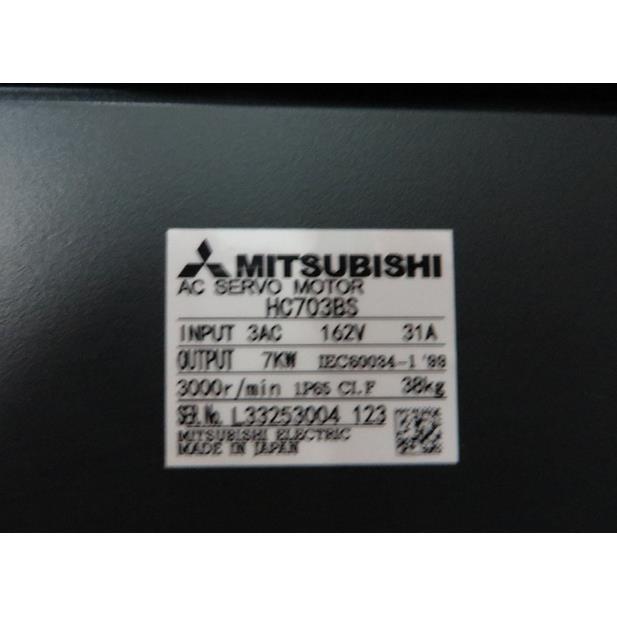 MITSUBISHI
AC SERVO MOTOR
HC703BS
INPUT 3AC 162V 31A
OUTPUT 7KW IEC60034-1 '99
3000r/min IP65 CI.F 38kg
SER.No. L33253004 123
MITSUBISHI ELECTRIC
MADE IN JAPAN